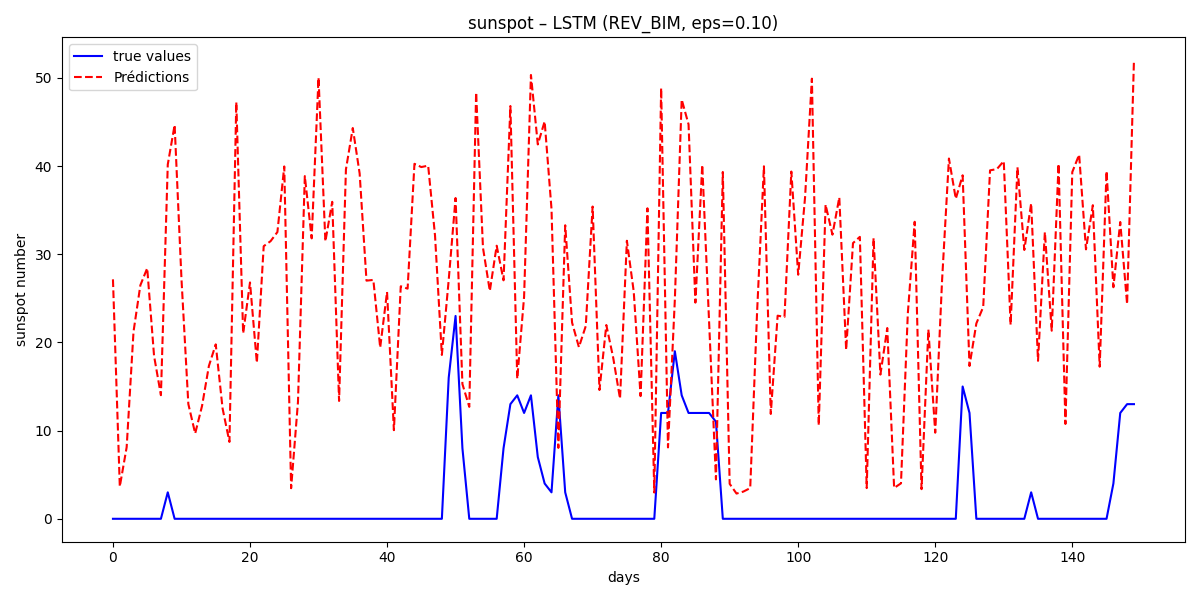 sunspot – LSTM (REV_BIM, eps=0.10)
true values
Prédictions
sunspot number
50
40
30
20
10
0
0 20 40 60 80 100 120 140
days